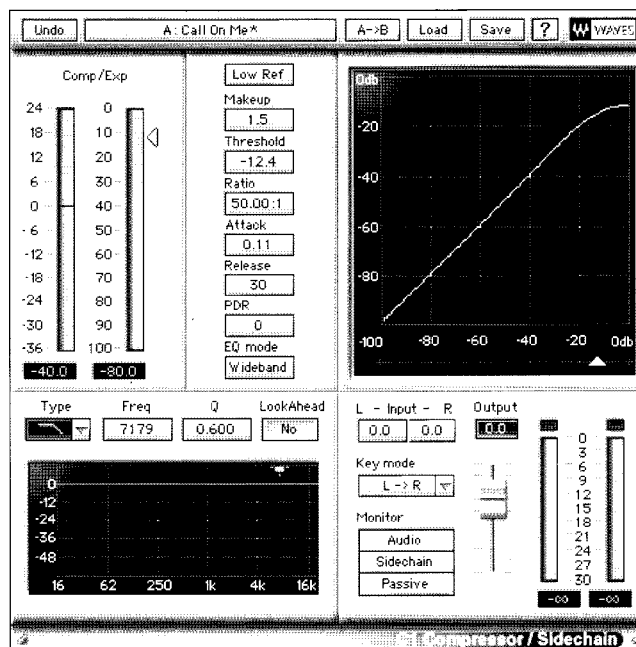 Undo A: Call On Me* A->B Load Save ? WAVES
Comp/Exp
24 0
18 10
12 20
6 30
0 40
-6 50
-12 60
-18 70
-24 80
-30 90
-36 100
-40.0 -80.0
Low Ref
Makeup
1.5
Threshold
-12.4
Ratio
50.00:1
Attack
0.11
Release
30
PDR
0
EQ mode
Wideband
0db
-20
-40
-60
-80
-100 -80 -60 -40 -20 0db
Type Freq Q LookAhead
7179 0.600 No
0
-12
-24
-36
-48
16 62 250 1k 4k 16k
L - Input - R Output
0.0 0.0 0.0
Key mode
L->R
Monitor
Audio
Sidechain
Passive
0
3
6
9
12
15
18
21
24
27
30
-∞ -∞
C1 Compressor / Sidechain